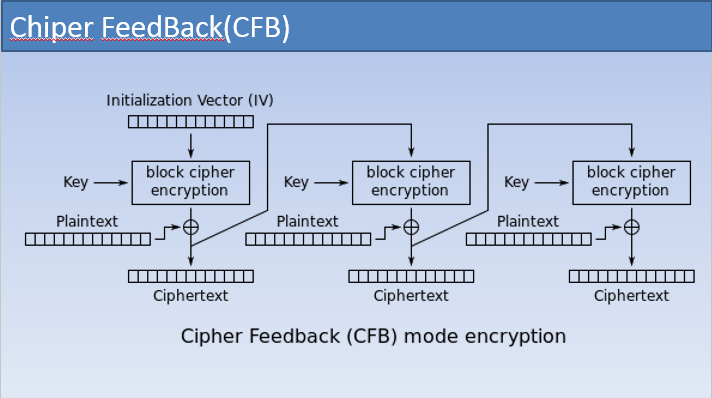 Chiper FeedBack(CFB)
Initialization Vector (IV)
Key
block cipher
encryption
Key
block cipher
encryption
Key
block cipher
encryption
Plaintext
Plaintext
Plaintext
Ciphertext
Ciphertext
Ciphertext
Cipher Feedback (CFB) mode encryption